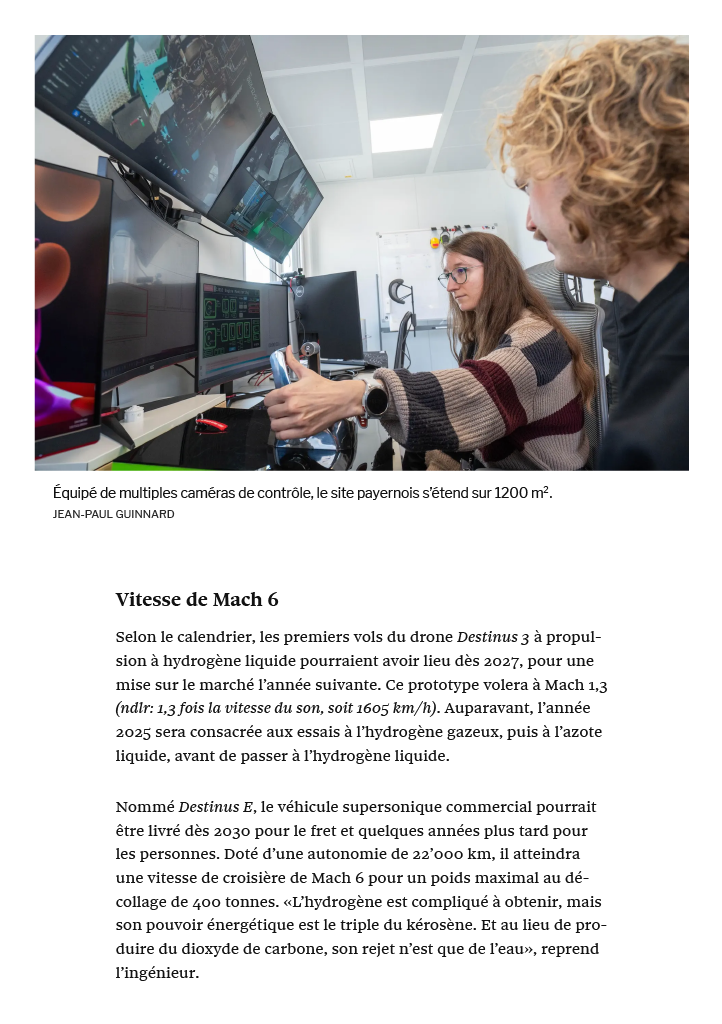 Équipé de multiples caméras de contrôle, le site payernois s'étend sur 1200 m².
JEAN-PAUL GUINNARD
Vitesse de Mach 6
Selon le calendrier, les premiers vols du drone Destinus 3 à propul-
sion à hydrogène liquide pourraient avoir lieu dès 2027, pour une
mise sur le marché l'année suivante. Ce prototype volera à Mach 1,3
(ndlr: 1,3 fois la vitesse du son, soit 1605 km/h). Auparavant, l'année
2025 sera consacrée aux essais à l'hydrogène gazeux, puis à l'azote
liquide, avant de passer à l'hydrogène liquide.
Nommé Destinus E, le véhicule supersonique commercial pourrait
être livré dès 2030 pour le fret et quelques années plus tard pour
les personnes. Doté d'une autonomie de 22'000 km, il atteindra
une vitesse de croisière de Mach 6 pour un poids maximal au dé-
collage de 400 tonnes. «L'hydrogène est compliqué à obtenir, mais
son pouvoir énergétique est le triple du kérosène. Et au lieu de pro-
duire du dioxyde de carbone, son rejet n'est que de l'eau», reprend
l'ingénieur.